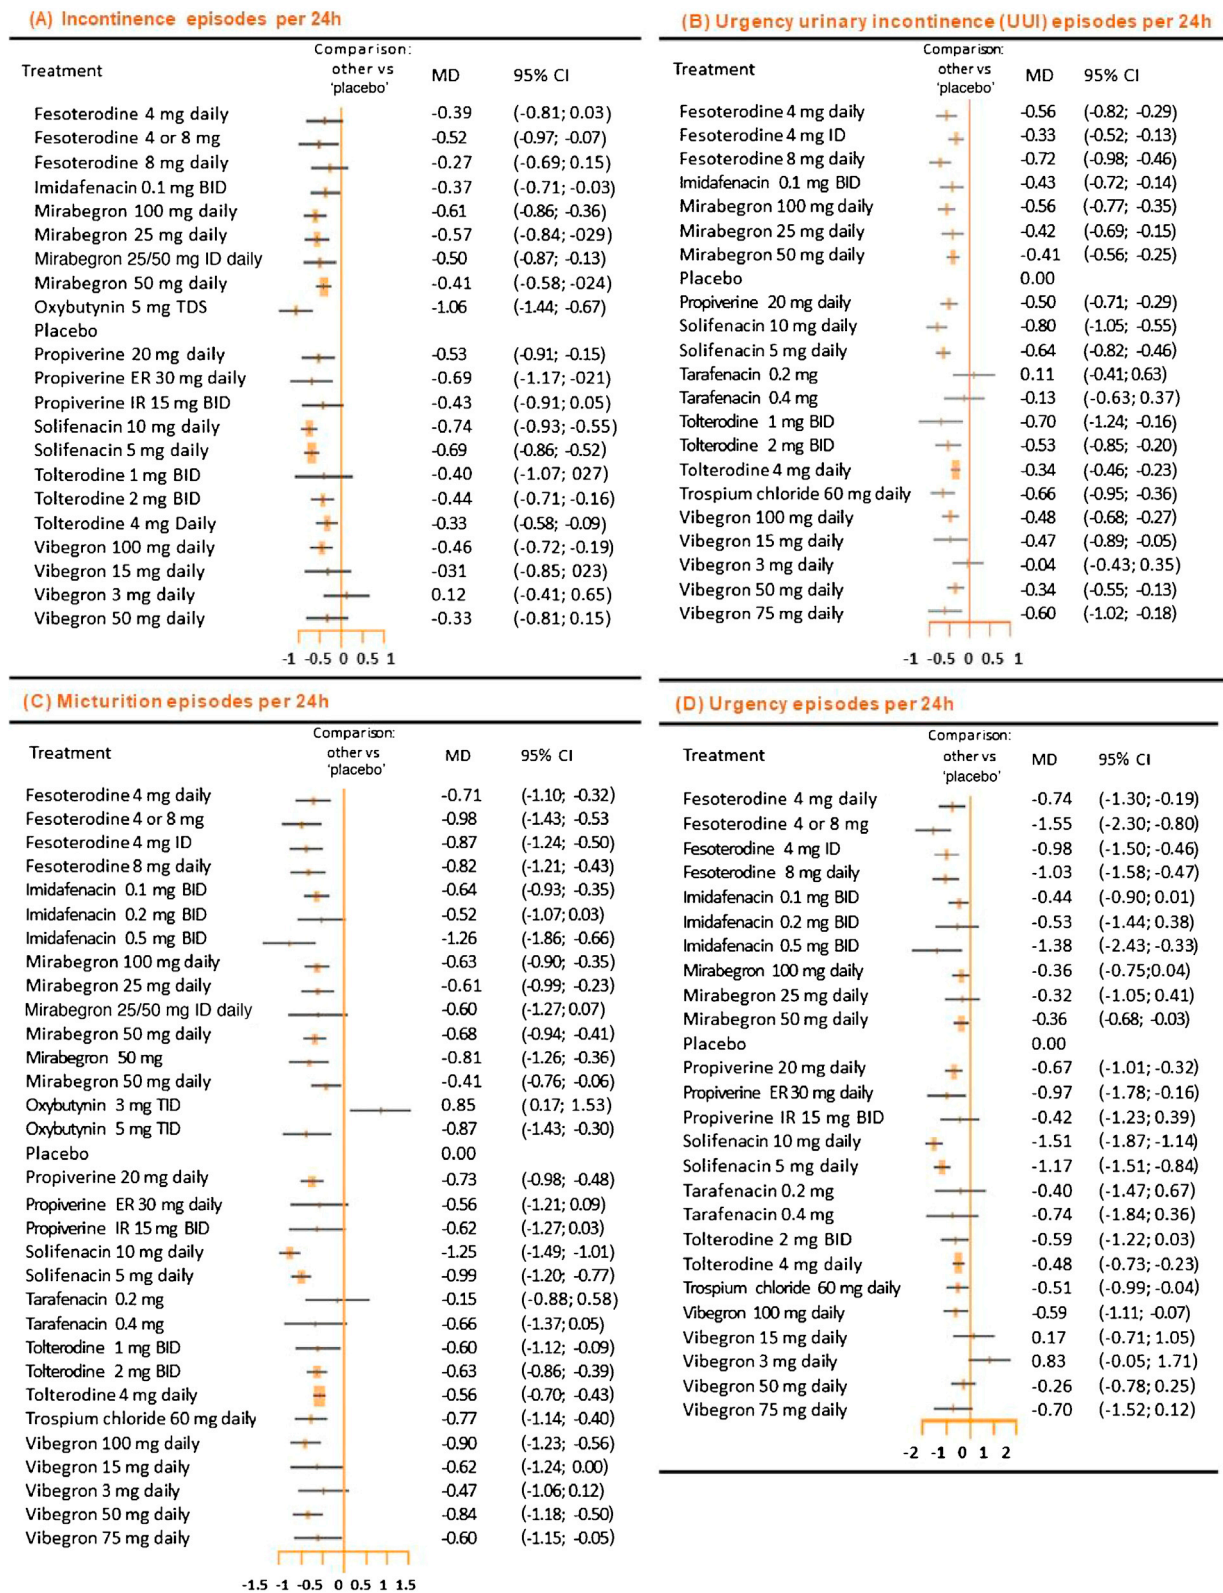 (A) Incontinence episodes per 24h
Treatment
Comparison:
other vs
'placebo'
MD 95% CI
Fesoterodine 4 mg daily -0.39 (-0.81; 0.03)
Fesoterodine 4 or 8 mg -0.52 (-0.97; -0.07)
Fesoterodine 8 mg daily -0.27 (-0.69; 0.15)
Imidafenacin 0.1 mg BID -0.37 (-0.71; -0.03)
Mirabegron 100 mg daily -0.61 (-0.86; -0.36)
Mirabegron 25 mg daily -0.57 (-0.84; -029)
Mirabegron 25/50 mg ID daily -0.50 (-0.87; -0.13)
Mirabegron 50 mg daily -0.41 (-0.58; -024)
Oxybutynin 5 mg TDS -1.06 (-1.44; -0.67)
Placebo
Propiverine 20 mg daily -0.53 (-0.91; -0.15)
Propiverine ER 30 mg daily -0.69 (-1.17; -021)
Propiverine IR 15 mg BID -0.43 (-0.91; 0.05)
Solifenacin 10 mg daily -0.74 (-0.93; -0.55)
Solifenacin 5 mg daily -0.69 (-0.86; -0.52)
Tolterodine 1 mg BID -0.40 (-1.07; 027)
Tolterodine 2 mg BID -0.44 (-0.71; -0.16)
Tolterodine 4 mg Daily -0.33 (-0.58; -0.09)
Vibegron 100 mg daily -0.46 (-0.72; -0.19)
Vibegron 15 mg daily -031 (-0.85; 023)
Vibegron 3 mg daily 0.12 (-0.41; 0.65)
Vibegron 50 mg daily -0.33 (-0.81; 0.15)
-1 -0.5 0 0.5 1
(B) Urgency urinary incontinence (UUI) episodes per 24h
Treatment
Comparison:
other vs
'placebo'
MD 95% CI
Fesoterodine 4 mg daily -0.56 (-0.82; -0.29)
Fesoterodine 4 mg ID -0.33 (-0.52; -0.13)
Fesoterodine 8 mg daily -0.72 (-0.98; -0.46)
Imidafenacin 0.1 mg BID -0.43 (-0.72; -0.14)
Mirabegron 100 mg daily -0.56 (-0.77; -0.35)
Mirabegron 25 mg daily -0.42 (-0.69; -0.15)
Mirabegron 50 mg daily -0.41 (-0.56; -0.25)
Placebo 0.00
Propiverine 20 mg daily -0.50 (-0.71; -0.29)
Solifenacin 10 mg daily -0.80 (-1.05; -0.55)
Solifenacin 5 mg daily -0.64 (-0.82; -0.46)
Tarafenacin 0.2 mg 0.11 (-0.41; 0.63)
Tarafenacin 0.4 mg -0.13 (-0.63; 0.37)
Tolterodine 1 mg BID -0.70 (-1.24; -0.16)
Tolterodine 2 mg BID -0.53 (-0.85; -0.20)
Tolterodine 4 mg daily -0.34 (-0.46; -0.23)
Trospium chloride 60 mg daily -0.66 (-0.95; -0.36)
Vibegron 100 mg daily -0.48 (-0.68; -0.27)
Vibegron 15 mg daily -0.47 (-0.89; -0.05)
Vibegron 3 mg daily -0.04 (-0.43; 0.35)
Vibegron 50 mg daily -0.34 (-0.55; -0.13)
Vibegron 75 mg daily -0.60 (-1.02; -0.18)
-1 -0.5 0 0.5 1
(C) Micturition episodes per 24h
Treatment
Comparison:
other vs
'placebo'
MD 95% CI
Fesoterodine 4 mg daily -0.71 (-1.10; -0.32)
Fesoterodine 4 or 8 mg -0.98 (-1.43; -0.53
Fesoterodine 4 mg ID -0.87 (-1.24; -0.50)
Fesoterodine 8 mg daily -0.82 (-1.21; -0.43)
Imidafenacin 0.1 mg BID -0.64 (-0.93; -0.35)
Imidafenacin 0.2 mg BID -0.52 (-1.07; 0.03)
Imidafenacin 0.5 mg BID -1.26 (-1.86; -0.66)
Mirabegron 100 mg daily -0.63 (-0.90; -0.35)
Mirabegron 25 mg daily -0.61 (-0.99; -0.23)
Mirabegron 25/50 mg ID daily -0.60 (-1.27; 0.07)
Mirabegron 50 mg daily -0.68 (-0.94; -0.41)
Mirabegron 50 mg -0.81 (-1.26; -0.36)
Mirabegron 50 mg daily -0.41 (-0.76; -0.06)
Oxybutynin 3 mg TID 0.85 ( 0.17; 1.53)
Oxybutynin 5 mg TID -0.87 (-1.43; -0.30)
Placebo 0.00
Propiverine 20 mg daily -0.73 (-0.98; -0.48)
Propiverine ER 30 mg daily -0.56 (-1.21; 0.09)
Propiverine IR 15 mg BID -0.62 (-1.27; 0.03)
Solifenacin 10 mg daily -1.25 (-1.49; -1.01)
Solifenacin 5 mg daily -0.99 (-1.20; -0.77)
Tarafenacin 0.2 mg -0.15 (-0.88; 0.58)
Tarafenacin 0.4 mg -0.66 (-1.37; 0.05)
Tolterodine 1 mg BID -0.60 (-1.12; -0.09)
Tolterodine 2 mg BID -0.63 (-0.86; -0.39)
Tolterodine 4 mg daily -0.56 (-0.70; -0.43)
Trospium chloride 60 mg daily -0.77 (-1.14; -0.40)
Vibegron 100 mg daily -0.90 (-1.23; -0.56)
Vibegron 15 mg daily -0.62 (-1.24; 0.00)
Vibegron 3 mg daily -0.47 (-1.06; 0.12)
Vibegron 50 mg daily -0.84 (-1.18; -0.50)
Vibegron 75 mg daily -0.60 (-1.15; -0.05)
-1.5 -1 -0.5 0 0.5 1 1.5
(D) Urgency episodes per 24h
Treatment
Comparison:
other vs
'placebo'
MD 95% CI
Fesoterodine 4 mg daily -0.74 (-1.30; -0.19)
Fesoterodine 4 or 8 mg -1.55 (-2.30; -0.80)
Fesoterodine 4 mg ID -0.98 (-1.50; -0.46)
Fesoterodine 8 mg daily -1.03 (-1.58; -0.47)
Imidafenacin 0.1 mg BID -0.44 (-0.90; 0.01)
Imidafenacin 0.2 mg BID -0.53 (-1.44; 0.38)
Imidafenacin 0.5 mg BID -1.38 (-2.43; -0.33)
Mirabegron 100 mg daily -0.36 (-0.75;0.04)
Mirabegron 25 mg daily -0.32 (-1.05; 0.41)
Mirabegron 50 mg daily -0.36 (-0.68; -0.03)
Placebo 0.00
Propiverine 20 mg daily -0.67 (-1.01; -0.32)
Propiverine ER 30 mg daily -0.97 (-1.78; -0.16)
Propiverine IR 15 mg BID -0.42 (-1.23; 0.39)
Solifenacin 10 mg daily -1.51 (-1.87; -1.14)
Solifenacin 5 mg daily -1.17 (-1.51; -0.84)
Tarafenacin 0.2 mg -0.40 (-1.47; 0.67)
Tarafenacin 0.4 mg -0.74 (-1.84; 0.36)
Tolterodine 2 mg BID -0.59 (-1.22; 0.03)
Tolterodine 4 mg daily -0.48 (-0.73; -0.23)
Trospium chloride 60 mg daily -0.51 (-0.99; -0.04)
Vibegron 100 mg daily -0.59 (-1.11; -0.07)
Vibegron 15 mg daily 0.17 (-0.71; 1.05)
Vibegron 3 mg daily 0.83 (-0.05; 1.71)
Vibegron 50 mg daily -0.26 (-0.78; 0.25)
Vibegron 75 mg daily -0.70 (-1.52; 0.12)
-2 -1 0 1 2